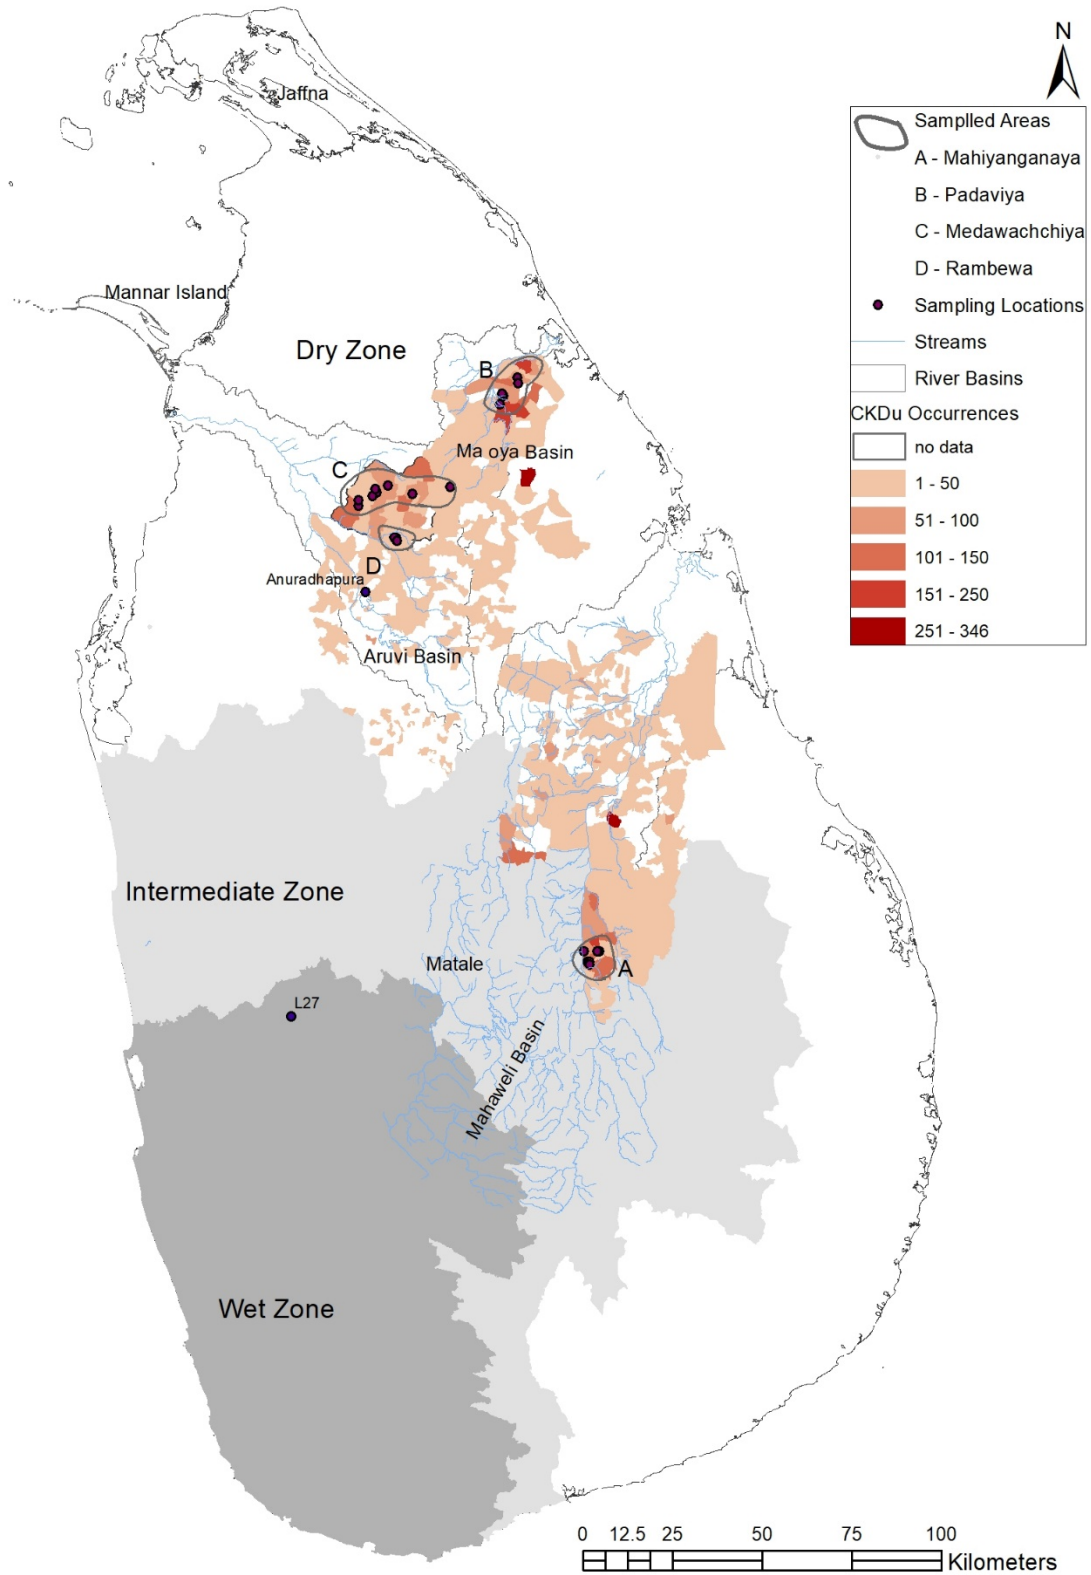 N
Jaffna
Samplled Areas
A - Mahiyanganaya
B - Padaviya
C - Medawachchiya
D - Rambewa
Sampling Locations
Streams
River Basins
CKDu Occurrences
no data
1 - 50
51 - 100
101 - 150
151 - 250
251 - 346
Mannar Island
Dry Zone
B
Ma oya Basin
C
D
Anuradhapura
Aruvi Basin
Intermediate Zone
Matale
A
L27
Mahaweli Basin
Wet Zone
0 12.5 25 50 75 100
Kilometers